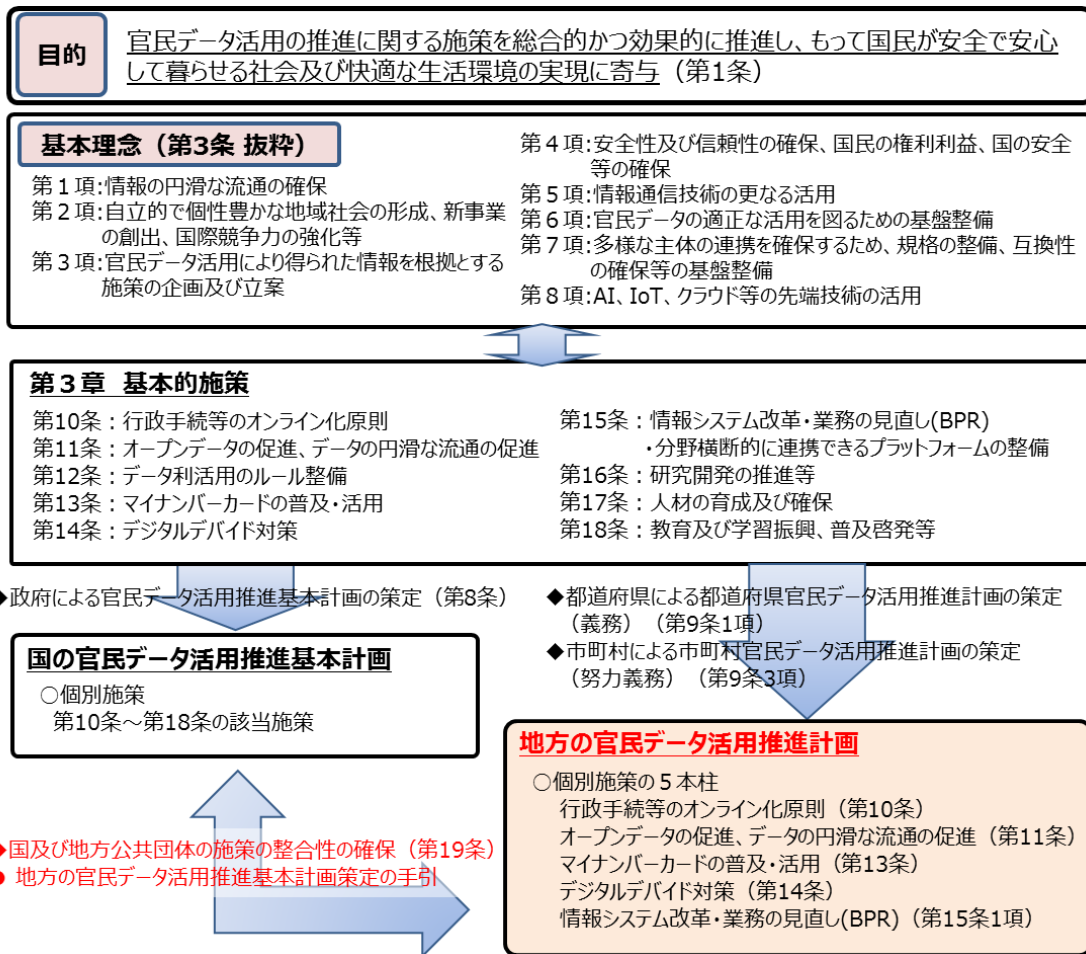 目的
官民データ活用の推進に関する施策を総合的かつ効果的に推進し、もって国民が安全で安心
して暮らせる社会及び快適な生活環境の実現に寄与（第1条）
基本理念（第3条 抜粋）
第１項:情報の円滑な流通の確保
第２項:自立的で個性豊かな地域社会の形成、新事業
の創出、国際競争力の強化等
第３項:官民データ活用により得られた情報を根拠とする
施策の企画及び立案
第４項:安全性及び信頼性の確保、国民の権利利益、国の安全
等の確保
第５項:情報通信技術の更なる活用
第６項:官民データの適正な活用を図るための基盤整備
第７項:多様な主体の連携を確保するため、規格の整備、互換性
の確保等の基盤整備
第８項:AI、IoT、クラウド等の先端技術の活用
第３章 基本的施策
第10条：行政手続等のオンライン化原則
第11条：オープンデータの促進、データの円滑な流通の促進
第12条：データ利活用のルール整備
第13条：マイナンバーカードの普及・活用
第14条：デジタルデバイド対策
第15条：情報システム改革・業務の見直し(BPR)
・分野横断的に連携できるプラットフォームの整備
第16条：研究開発の推進等
第17条：人材の育成及び確保
第18条：教育及び学習振興、普及啓発等
◆政府による官民データ活用推進基本計画の策定（第8条）
国の官民データ活用推進基本計画
○個別施策
第10条～第18条の該当施策
◆都道府県による都道府県官民データ活用推進計画の策定
（義務）（第9条1項）
◆市町村による市町村官民データ活用推進計画の策定
（努力義務）（第9条3項）
地方の官民データ活用推進計画
○個別施策の５本柱
行政手続等のオンライン化原則（第10条）
オープンデータの促進、データの円滑な流通の促進（第11条）
マイナンバーカードの普及・活用（第13条）
デジタルデバイド対策（第14条）
情報システム改革・業務の見直し(BPR)（第15条1項）
◆国及び地方公共団体の施策の整合性の確保（第19条）
● 地方の官民データ活用推進基本計画策定の手引